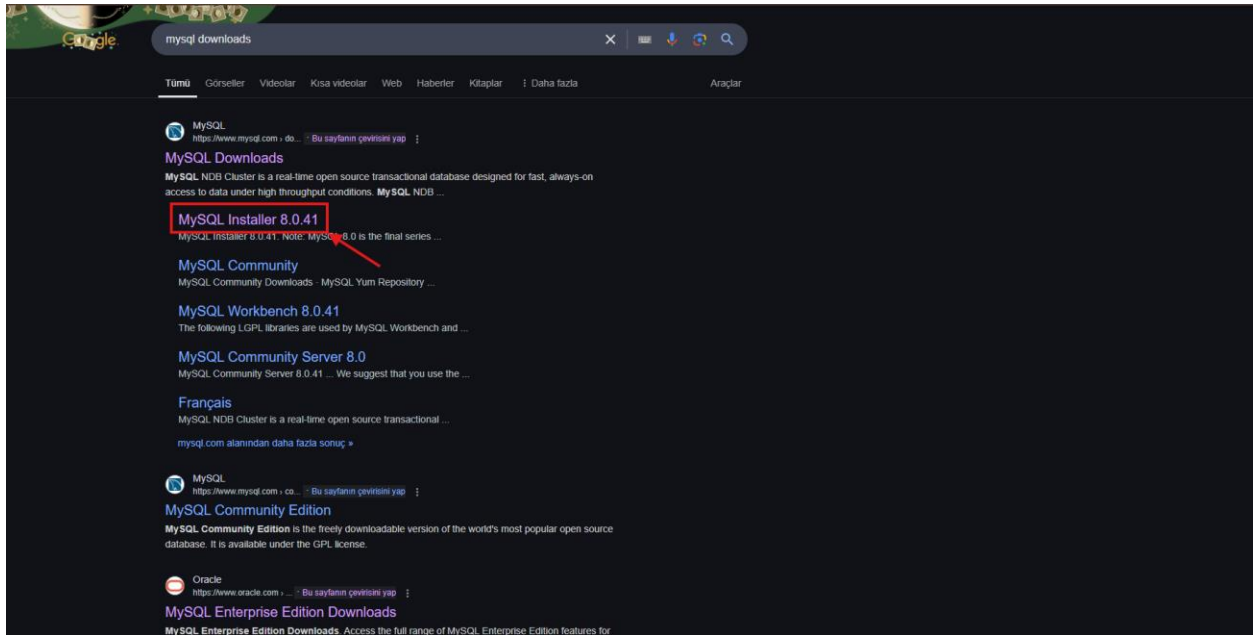 Google
mysql downloads
Tümü Görseller Videolar Kısa videolar Web Haberler Kitaplar Daha fazla Araçlar
MySQL
https://www.mysql.com › do... · Bu sayfanın çevirisini yap
MySQL Downloads
MySQL NDB Cluster is a real-time open source transactional database designed for fast, always-on
access to data under high throughput conditions. MySQL NDB ...
MySQL Installer 8.0.41
MySQL Installer 8.0.41. Note: MySQL 8.0 is the final series ...
MySQL Community
MySQL Community Downloads · MySQL Yum Repository ...
MySQL Workbench 8.0.41
The following LGPL libraries are used by MySQL Workbench and ...
MySQL Community Server 8.0
MySQL Community Server 8.0.41 ... We suggest that you use the ...
Français
MySQL NDB Cluster is a real-time open source transactional ...
mysql.com alanından daha fazla sonuç »
MySQL
https://www.mysql.com › co... · Bu sayfanın çevirisini yap
MySQL Community Edition
MySQL Community Edition is the freely downloadable version of the world's most popular open source
database. It is available under the GPL license.
Oracle
https://www.oracle.com › ... · Bu sayfanın çevirisini yap
MySQL Enterprise Edition Downloads
MySQL Enterprise Edition Downloads. Access the full range of MySQL Enterprise Edition features for